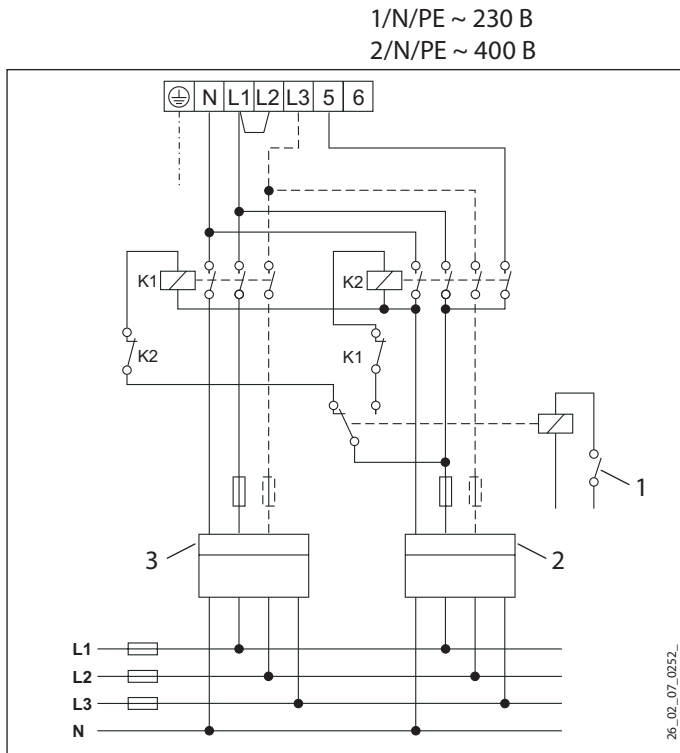 1/N/PE ~ 230 В
2/N/PE ~ 400 В
N L1 L2 L3 5 6
K1
K2
K2
K1
1
3
2
L1
L2
L3
N
26_02_07_0252_